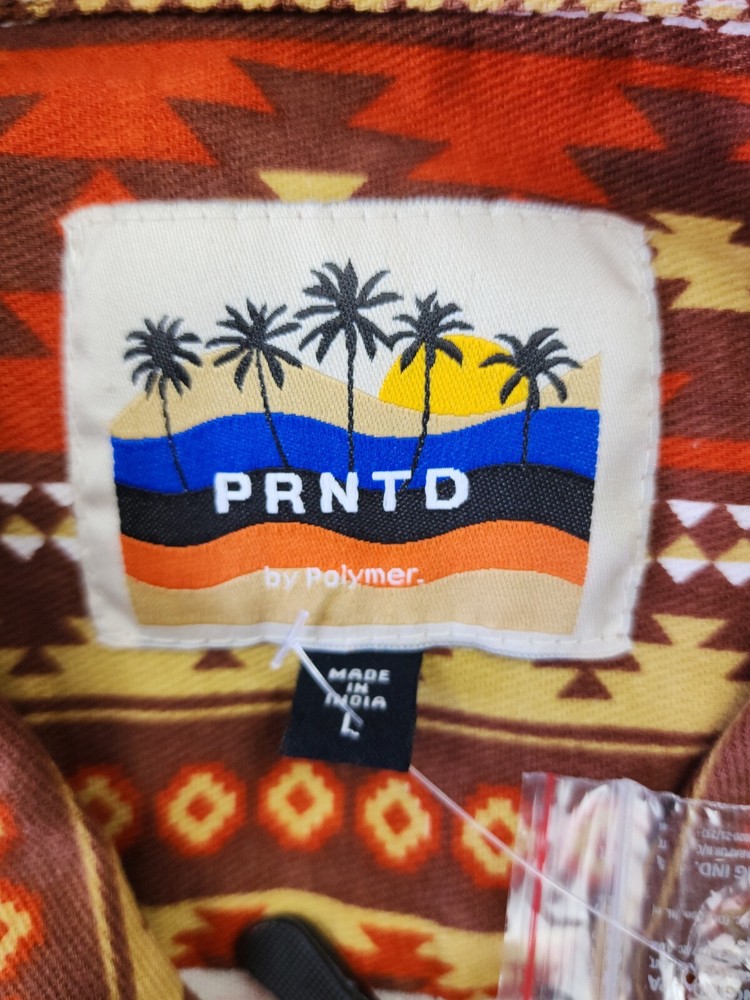 PRNTD
by Polymer.
MADE
IN
INDIA
L